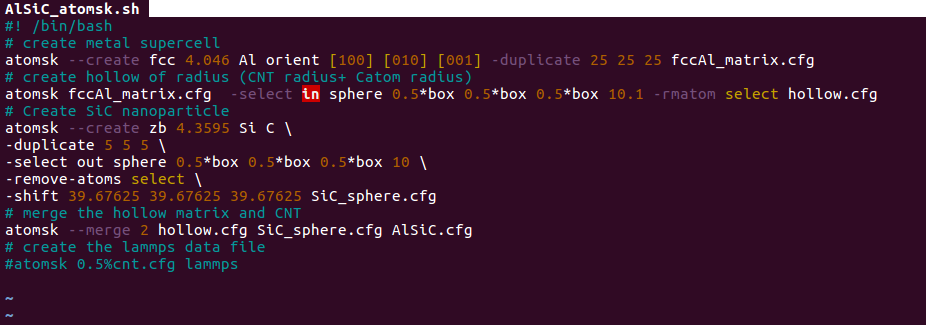 AlSiC_atomsk.sh
#! /bin/bash
# create metal supercell
atomsk --create fcc 4.046 Al orient [100] [010] [001] -duplicate 25 25 25 fccAl_matrix.cfg
# create hollow of radius (CNT radius+ Catom radius)
atomsk fccAl_matrix.cfg  -select in sphere 0.5*box 0.5*box 0.5*box 10.1 -rmatom select hollow.cfg
# Create SiC nanoparticle
atomsk --create zb 4.3595 Si C \
-duplicate 5 5 5 \
-select out sphere 0.5*box 0.5*box 0.5*box 10 \
-remove-atoms select \
-shift 39.67625 39.67625 39.67625 SiC_sphere.cfg
# merge the hollow matrix and CNT
atomsk --merge 2 hollow.cfg SiC_sphere.cfg AlSiC.cfg
# create the lammps data file
#atomsk 0.5%cnt.cfg lammps
~
~